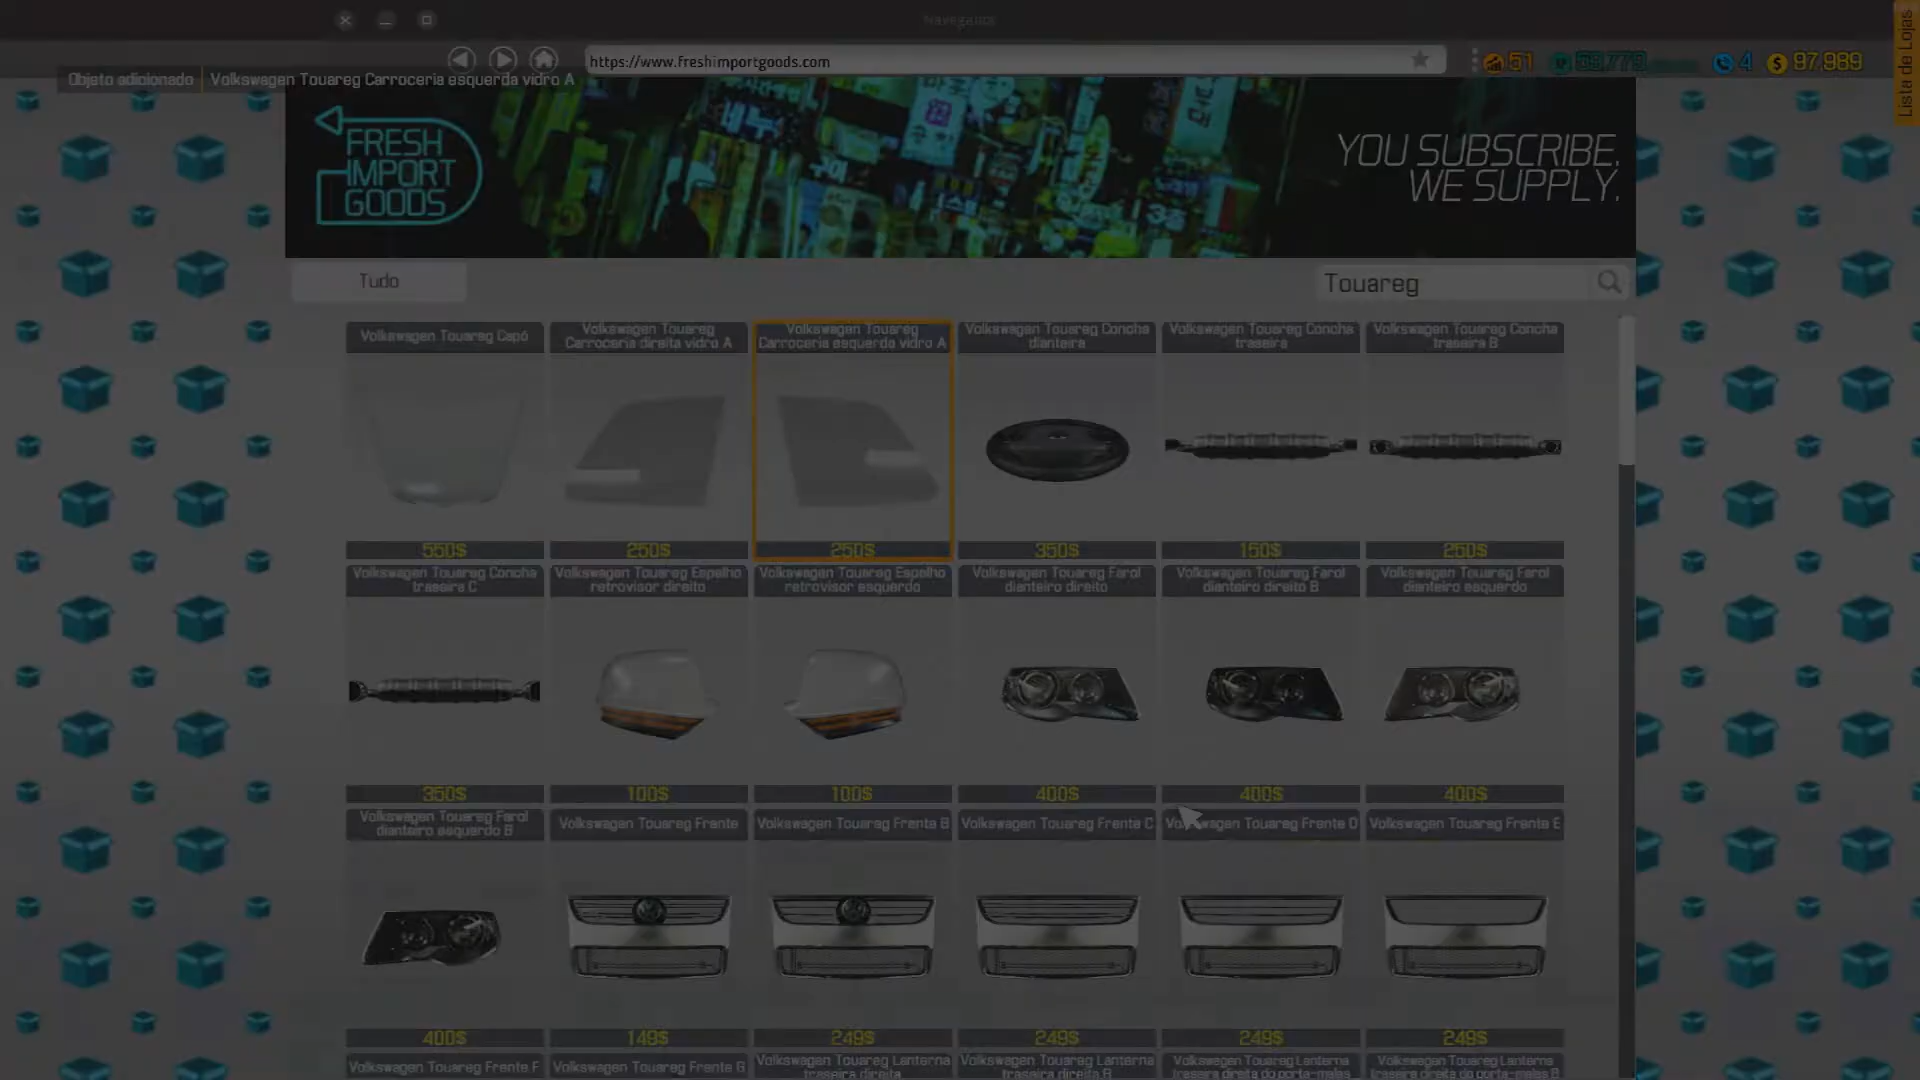 Navegador
https://www.freshimportgoods.com
51
4
97.989
Lista de Lojas
Objeto adicionado
Volkswagen Touareg Carroceria esquerda vidro A
FRESH
IMPORT
GOODS
YOU SUBSCRIBE.
WE SUPPLY.
Tudo
Touareg
Volkswagen Touareg Capô
Volkswagen Touareg
Carroceria direita vidro A
Volkswagen Touareg
Carroceria esquerda vidro A
Volkswagen Touareg Concha
dianteira
Volkswagen Touareg Concha
traseira
Volkswagen Touareg Concha
traseira B
550$
250$
250$
350$
150$
250$
Volkswagen Touareg Concha
traseira C
Volkswagen Touareg Espelho
retrovisor direito
Volkswagen Touareg Espelho
retrovisor esquerdo
Volkswagen Touareg Farol
dianteiro direito
Volkswagen Touareg Farol
dianteiro direito B
Volkswagen Touareg Farol
dianteiro esquerdo
350$
100$
100$
400$
400$
400$
Volkswagen Touareg Farol
dianteiro esquerdo B
Volkswagen Touareg Frente
Volkswagen Touareg Frente B
Volkswagen Touareg Frente C
Volkswagen Touareg Frente D
Volkswagen Touareg Frente E
400$
149$
249$
249$
249$
249$
Volkswagen Touareg Frente F
Volkswagen Touareg Frente G
Volkswagen Touareg Lanterna
traseira direita
Volkswagen Touareg Lanterna
traseira direita B
Volkswagen Touareg Lanterna
traseira direita do porta-malas
Volkswagen Touareg Lanterna
traseira direita do porta-malas B